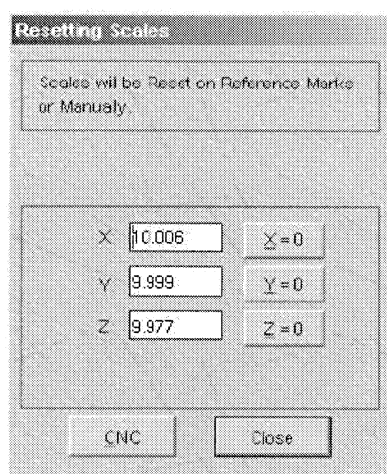 Resetting Scales
Scales will be Reset on Reference Marks
or Manually.
X 10.006 X = 0
Y 9.999 Y = 0
Z 9.977 Z = 0
CNC Close